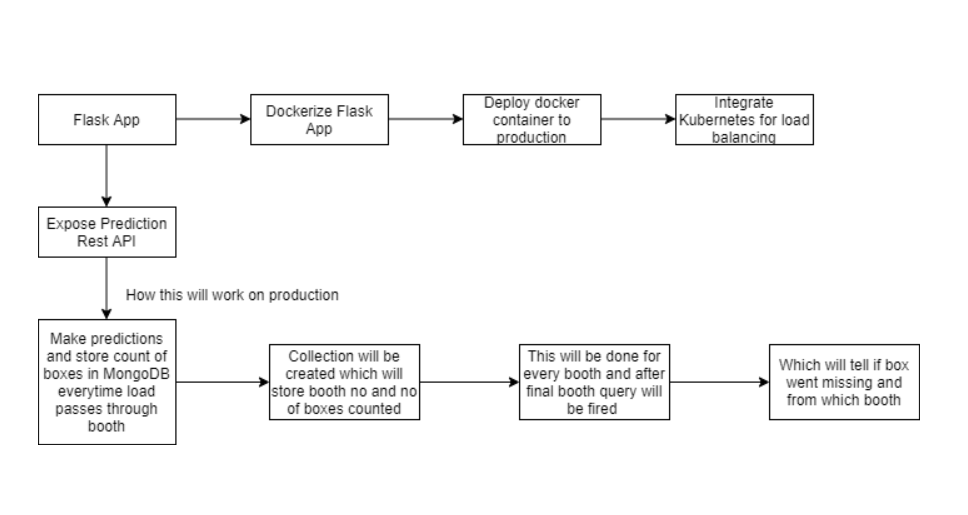 Flask App
Dockerize Flask
App
Deploy docker
container to
production
Integrate
Kubernetes for load
balancing
Expose Prediction
Rest API
How this will work on production
Make predictions
and store count of
boxes in MongoDB
everytime load
passes through
booth
Collection will be
created which will
store booth no and no
of boxes counted
This will be done for
every booth and after
final booth query will
be fired
Which will tell if box
went missing and
from which booth